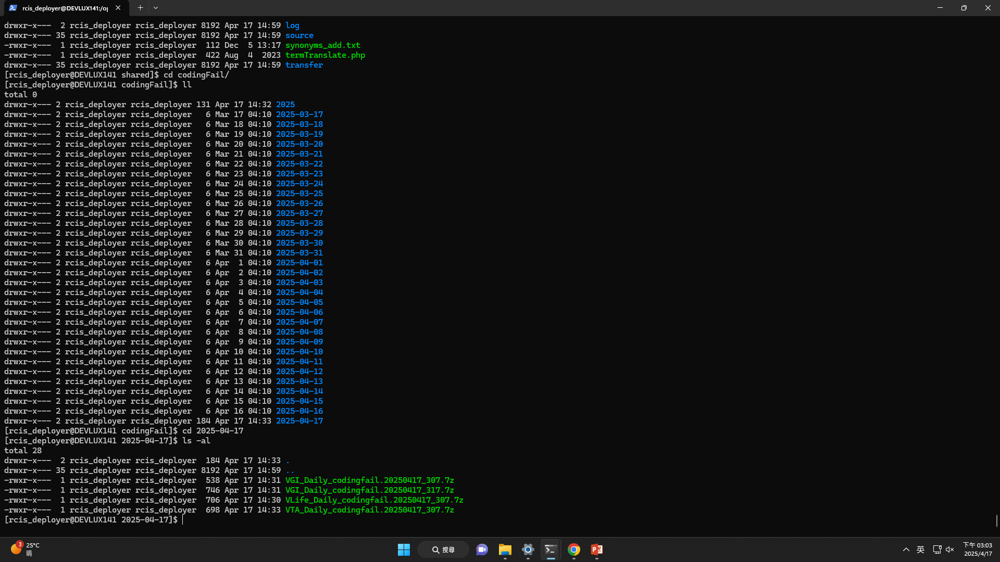 rcis_deployer@DEVLUX141:/op
drwxr-x---  2 rcis_deployer rcis_deployer 8192 Apr 17 14:59 log
drwxr-x--- 35 rcis_deployer rcis_deployer 8192 Apr 17 14:59 source
-rwxr-x---  1 rcis_deployer rcis_deployer  112 Dec  5 13:17 synonyms_add.txt
-rwxr-x---  1 rcis_deployer rcis_deployer  422 Aug  4  2023 termTranslate.php
drwxr-x--- 35 rcis_deployer rcis_deployer 8192 Apr 17 14:59 transfer
[rcis_deployer@DEVLUX141 shared]$ cd codingFail/
[rcis_deployer@DEVLUX141 codingFail]$ ll
total 0
drwxr-x--- 2 rcis_deployer rcis_deployer 131 Apr 17 14:32 2025
drwxr-x--- 2 rcis_deployer rcis_deployer   6 Mar 17 04:10 2025-03-17
drwxr-x--- 2 rcis_deployer rcis_deployer   6 Mar 18 04:10 2025-03-18
drwxr-x--- 2 rcis_deployer rcis_deployer   6 Mar 19 04:10 2025-03-19
drwxr-x--- 2 rcis_deployer rcis_deployer   6 Mar 20 04:10 2025-03-20
drwxr-x--- 2 rcis_deployer rcis_deployer   6 Mar 21 04:10 2025-03-21
drwxr-x--- 2 rcis_deployer rcis_deployer   6 Mar 22 04:10 2025-03-22
drwxr-x--- 2 rcis_deployer rcis_deployer   6 Mar 23 04:10 2025-03-23
drwxr-x--- 2 rcis_deployer rcis_deployer   6 Mar 24 04:10 2025-03-24
drwxr-x--- 2 rcis_deployer rcis_deployer   6 Mar 25 04:10 2025-03-25
drwxr-x--- 2 rcis_deployer rcis_deployer   6 Mar 26 04:10 2025-03-26
drwxr-x--- 2 rcis_deployer rcis_deployer   6 Mar 27 04:10 2025-03-27
drwxr-x--- 2 rcis_deployer rcis_deployer   6 Mar 28 04:10 2025-03-28
drwxr-x--- 2 rcis_deployer rcis_deployer   6 Mar 29 04:10 2025-03-29
drwxr-x--- 2 rcis_deployer rcis_deployer   6 Mar 30 04:10 2025-03-30
drwxr-x--- 2 rcis_deployer rcis_deployer   6 Mar 31 04:10 2025-03-31
drwxr-x--- 2 rcis_deployer rcis_deployer   6 Apr  1 04:10 2025-04-01
drwxr-x--- 2 rcis_deployer rcis_deployer   6 Apr  2 04:10 2025-04-02
drwxr-x--- 2 rcis_deployer rcis_deployer   6 Apr  3 04:10 2025-04-03
drwxr-x--- 2 rcis_deployer rcis_deployer   6 Apr  4 04:10 2025-04-04
drwxr-x--- 2 rcis_deployer rcis_deployer   6 Apr  5 04:10 2025-04-05
drwxr-x--- 2 rcis_deployer rcis_deployer   6 Apr  6 04:10 2025-04-06
drwxr-x--- 2 rcis_deployer rcis_deployer   6 Apr  7 04:10 2025-04-07
drwxr-x--- 2 rcis_deployer rcis_deployer   6 Apr  8 04:10 2025-04-08
drwxr-x--- 2 rcis_deployer rcis_deployer   6 Apr  9 04:10 2025-04-09
drwxr-x--- 2 rcis_deployer rcis_deployer   6 Apr 10 04:10 2025-04-10
drwxr-x--- 2 rcis_deployer rcis_deployer   6 Apr 11 04:10 2025-04-11
drwxr-x--- 2 rcis_deployer rcis_deployer   6 Apr 12 04:10 2025-04-12
drwxr-x--- 2 rcis_deployer rcis_deployer   6 Apr 13 04:10 2025-04-13
drwxr-x--- 2 rcis_deployer rcis_deployer   6 Apr 14 04:10 2025-04-14
drwxr-x--- 2 rcis_deployer rcis_deployer   6 Apr 15 04:10 2025-04-15
drwxr-x--- 2 rcis_deployer rcis_deployer   6 Apr 16 04:10 2025-04-16
drwxr-x--- 2 rcis_deployer rcis_deployer 184 Apr 17 14:33 2025-04-17
[rcis_deployer@DEVLUX141 codingFail]$ cd 2025-04-17
[rcis_deployer@DEVLUX141 2025-04-17]$ ls -al
total 28
drwxr-x---  2 rcis_deployer rcis_deployer  184 Apr 17 14:33 .
drwxr-x--- 35 rcis_deployer rcis_deployer 8192 Apr 17 14:59 ..
-rwxr-x---  1 rcis_deployer rcis_deployer  538 Apr 17 14:31 VGI_Daily_codingfail.20250417_307.7z
-rwxr-x---  1 rcis_deployer rcis_deployer  746 Apr 17 14:31 VGI_Daily_codingfail.20250417_317.7z
-rwxr-x---  1 rcis_deployer rcis_deployer  706 Apr 17 14:30 VLife_Daily_codingfail.20250417_307.7z
-rwxr-x---  1 rcis_deployer rcis_deployer  698 Apr 17 14:33 VTA_Daily_codingfail.20250417_307.7z
[rcis_deployer@DEVLUX141 2025-04-17]$
3
25°C
晴
搜尋
英
下午 03:03
2025/4/17